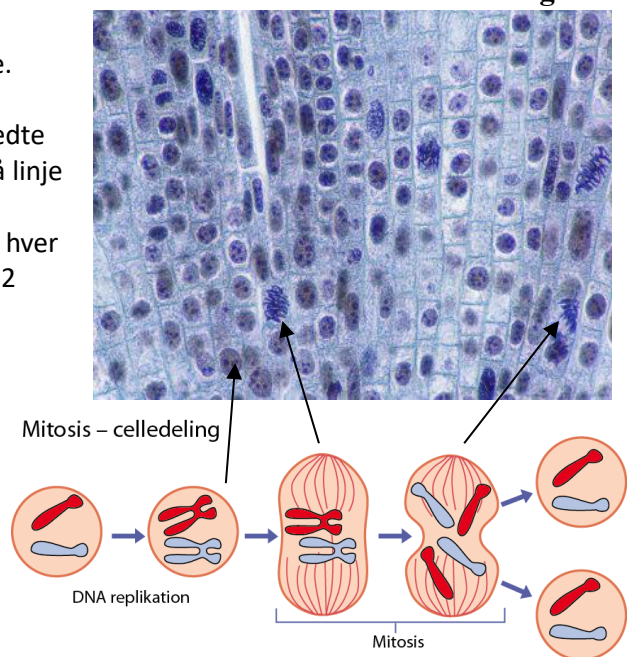 g
e.
edte
å linje
hver
2
Mitosis – celledeling
DNA replikation
Mitosis